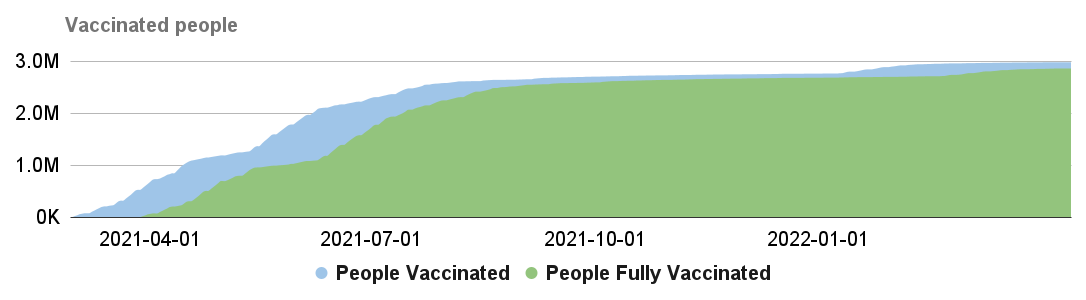 Vaccinated people
3.0M
2.0M
1.0M
0K
2021-04-01 2021-07-01 2021-10-01 2022-01-01
People Vaccinated People Fully Vaccinated